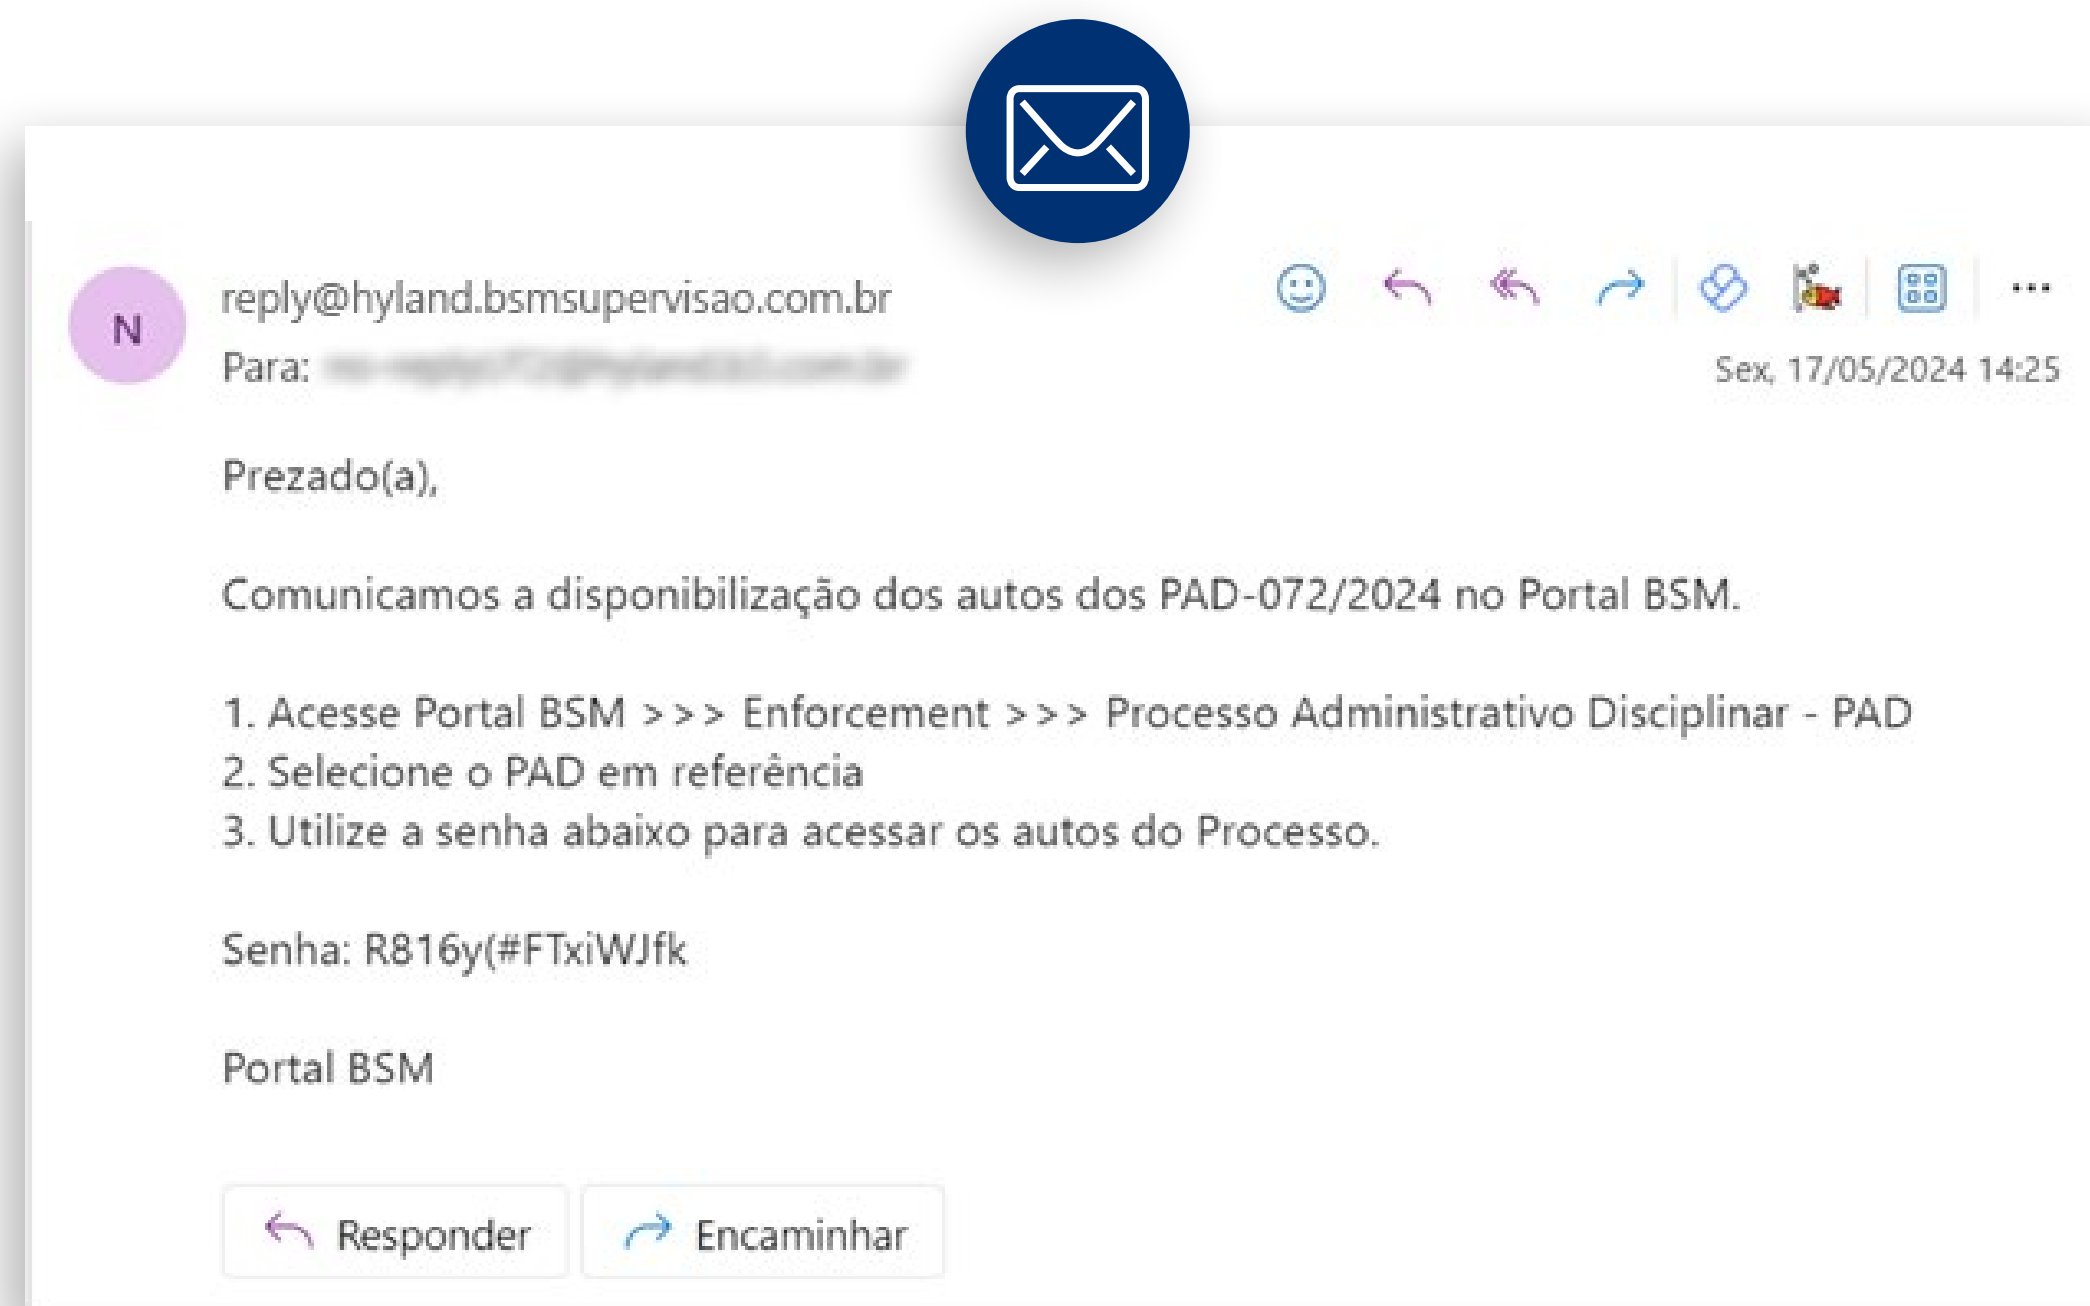 N
reply@hyland.bsmsupervisao.com.br
Para:
Sex, 17/05/2024 14:25
Prezado(a),
Comunicamos a disponibilização dos autos dos PAD-072/2024 no Portal BSM.
1. Acesse Portal BSM >>> Enforcement >>> Processo Administrativo Disciplinar - PAD
2. Selecione o PAD em referência
3. Utilize a senha abaixo para acessar os autos do Processo.
Senha: R816y(#FTxiWJfk
Portal BSM
Responder
Encaminhar